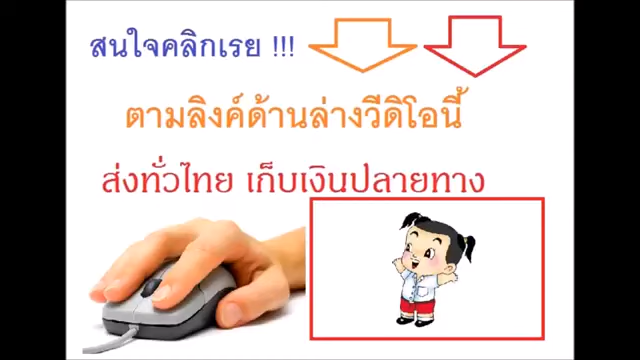 สนใจคลิกเรย !!!
ตามลิงค์ด้านล่างวีดิโอนี้
ส่งทั่วไทย เก็บเงินปลายทาง